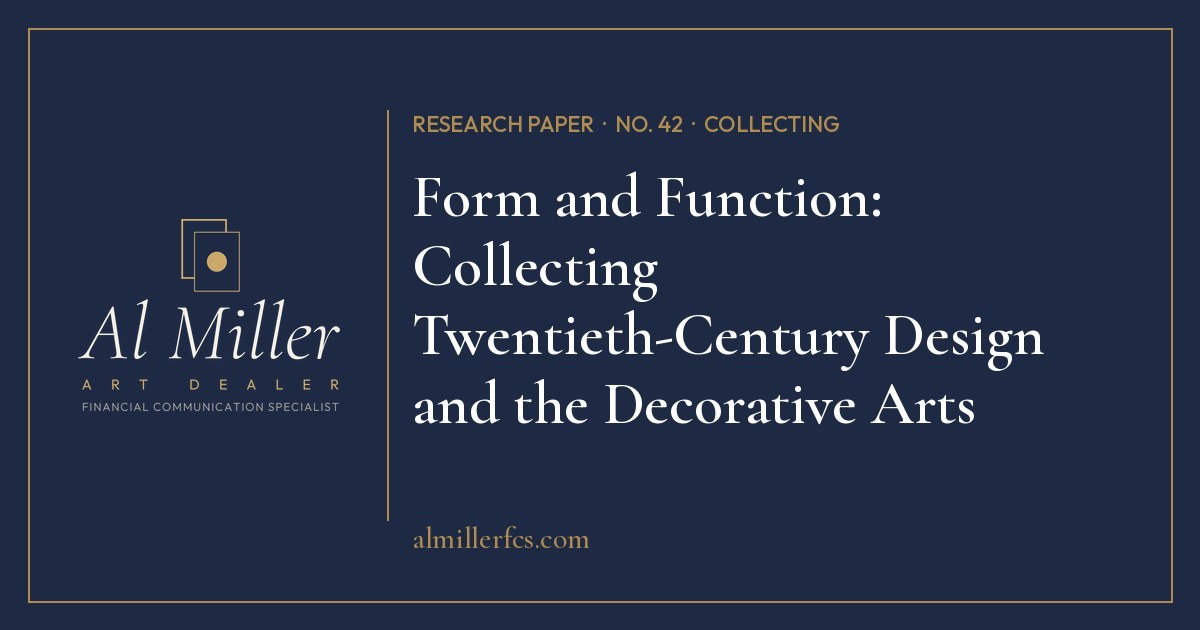 Al Miller
ART DEALER
FINANCIAL COMMUNICATION SPECIALIST
RESEARCH PAPER · NO. 42 · COLLECTING
Form and Function:
Collecting
Twentieth-Century Design
and the Decorative Arts
almillerfcs.com